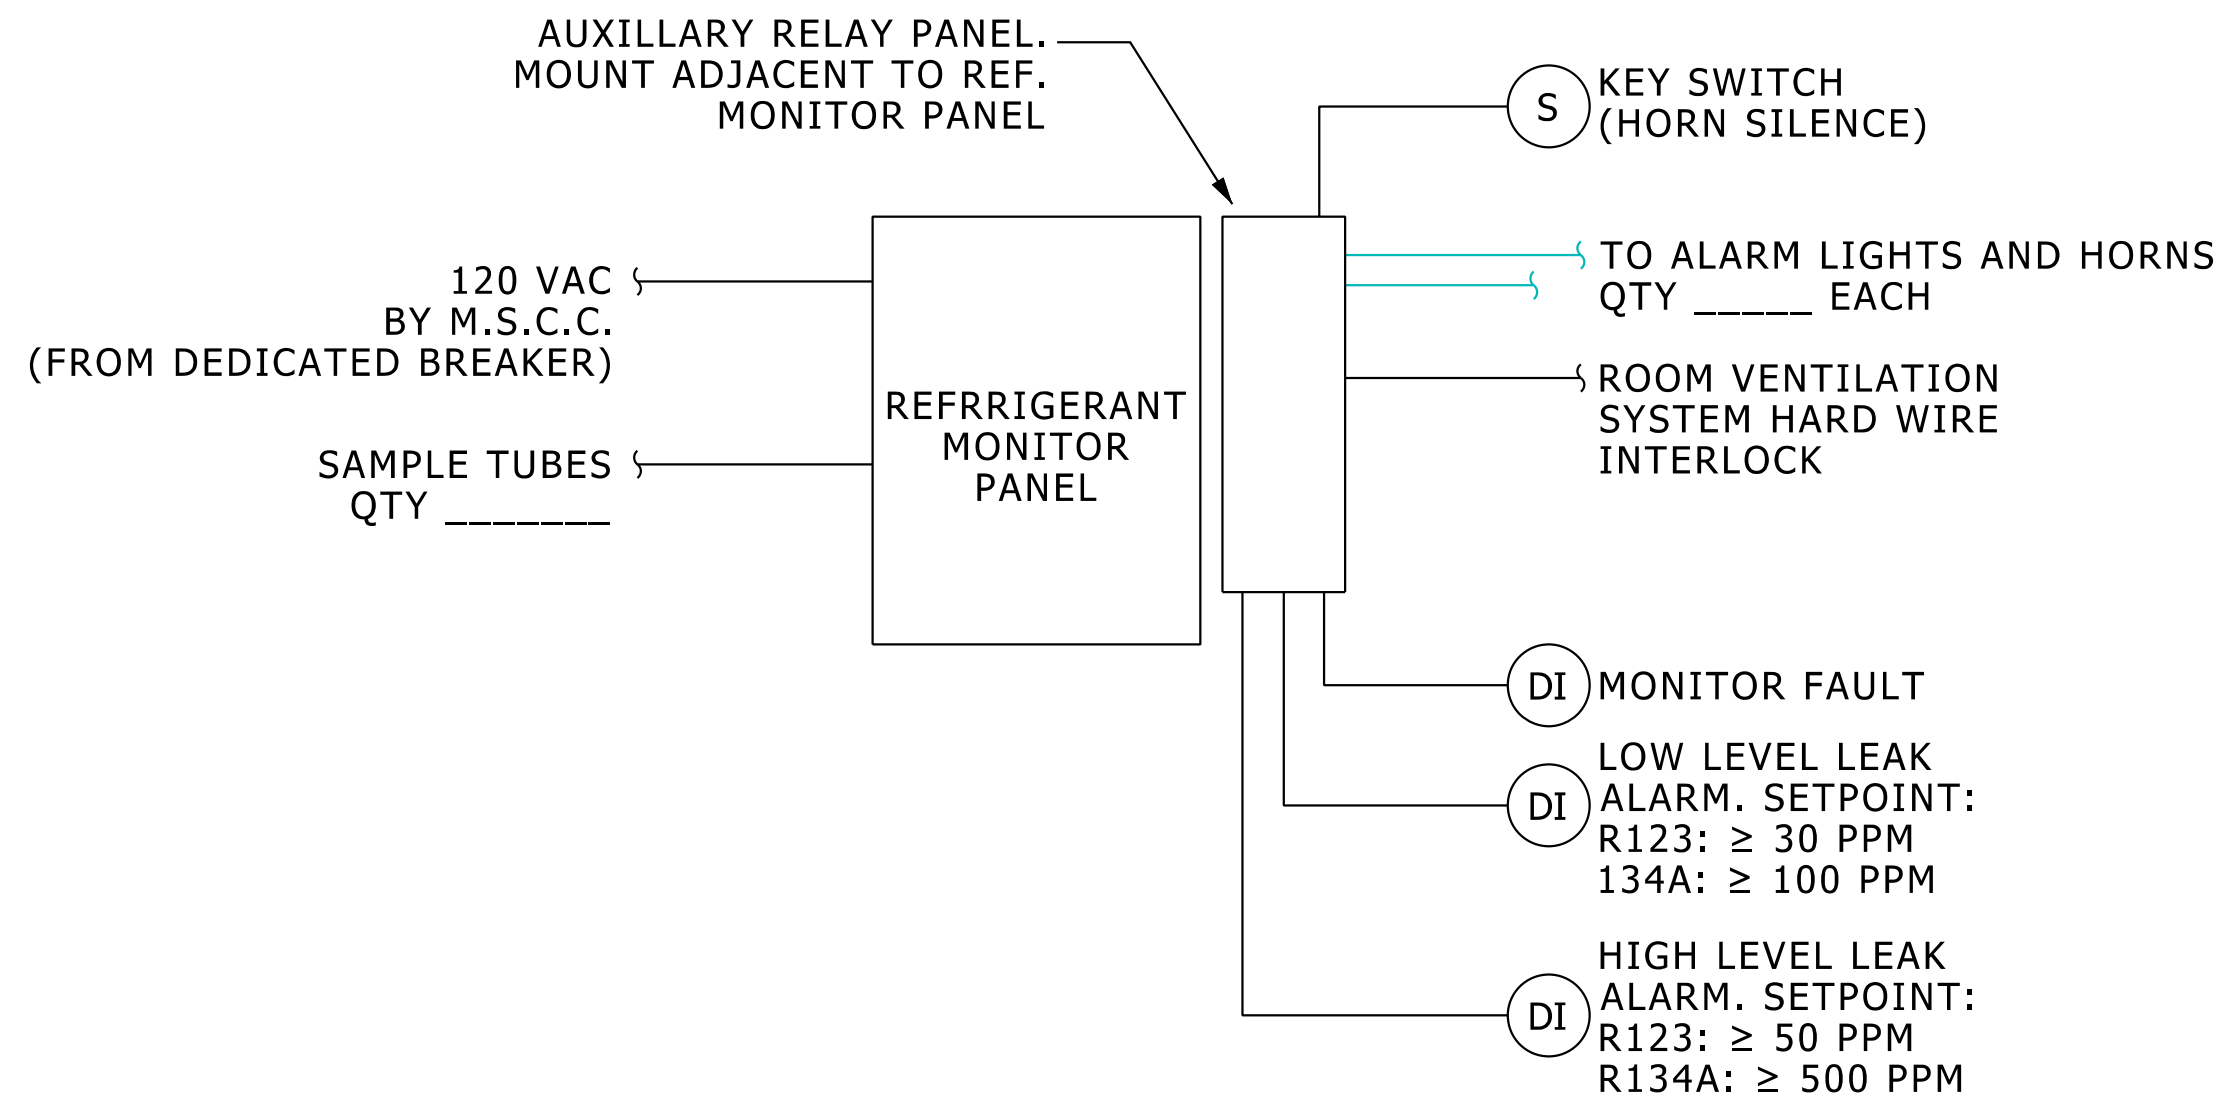 AUXILLARY RELAY PANEL.
MOUNT ADJACENT TO REF.
MONITOR PANEL
S
KEY SWITCH
(HORN SILENCE)
120 VAC
BY M.S.C.C.
(FROM DEDICATED BREAKER)
TO ALARM LIGHTS AND HORNS
QTY _____ EACH
ROOM VENTILATION
SYSTEM HARD WIRE
INTERLOCK
REFRRIGERANT
MONITOR
PANEL
SAMPLE TUBES
QTY _______
DI
MONITOR FAULT
DI
LOW LEVEL LEAK
ALARM. SETPOINT:
R123: ≥ 30 PPM
134A: ≥ 100 PPM
DI
HIGH LEVEL LEAK
ALARM. SETPOINT:
R123: ≥ 50 PPM
R134A: ≥ 500 PPM